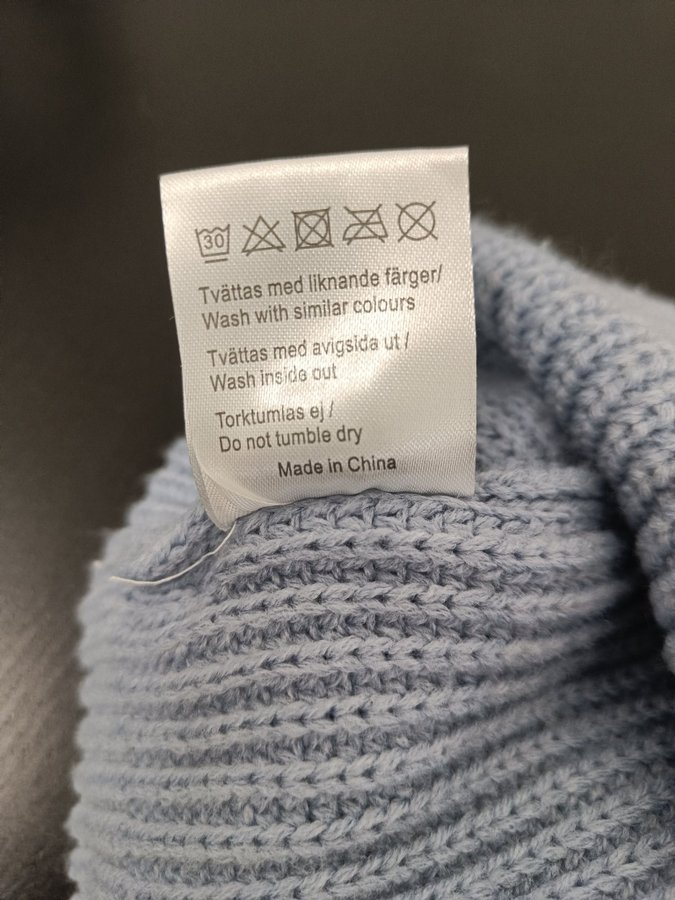 30
Tvättas med liknande färger/
Wash with similar colours
Tvättas med avigsida ut /
Wash inside out
Torktumlas ej /
Do not tumble dry
Made in China